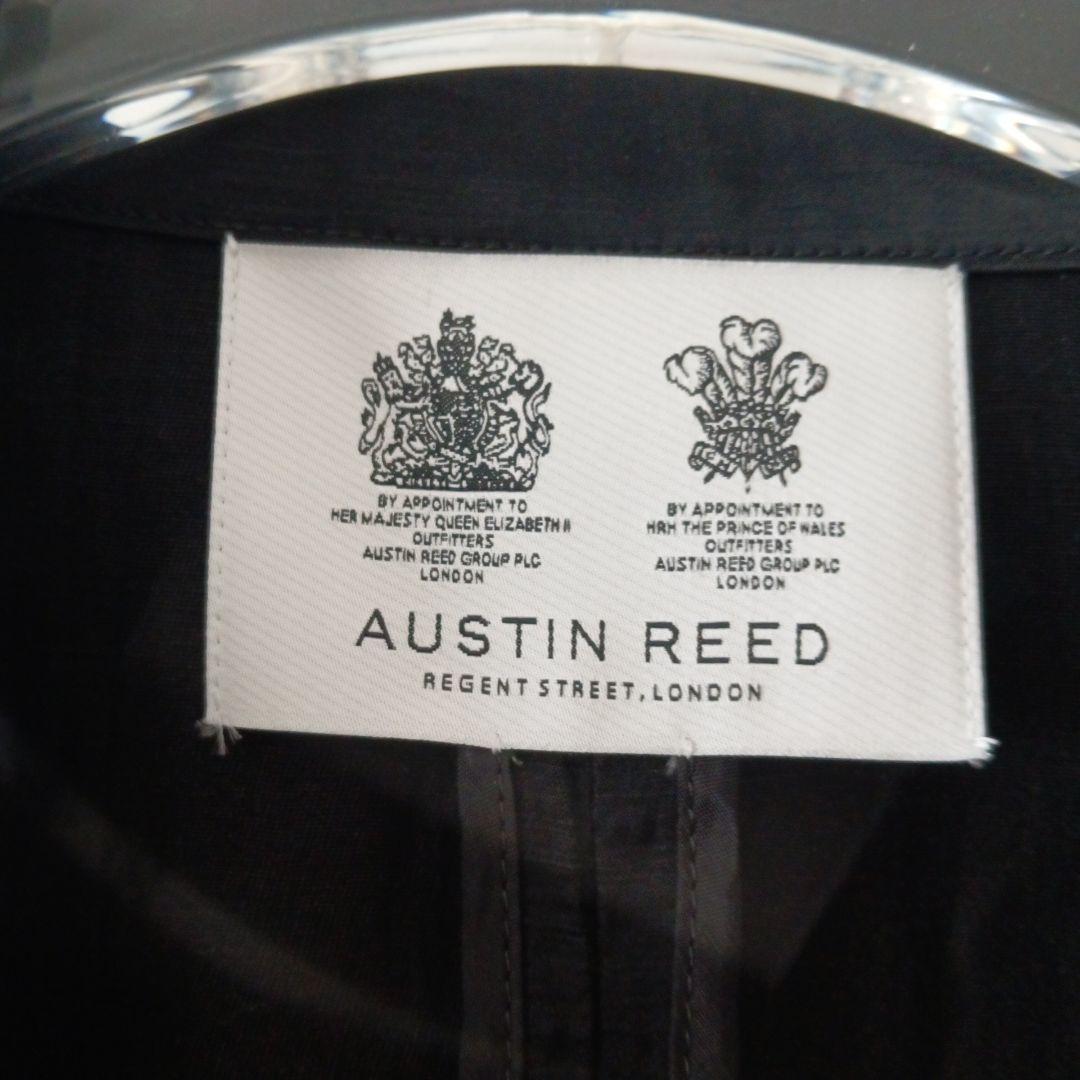 BY APPOINTMENT TO
HER MAJESTY QUEEN ELIZABETH II
OUTFITTERS
AUSTIN REED GROUP PLC
LONDON
BY APPOINTMENT TO
HRH THE PRINCE OF WALES
OUTFITTERS
AUSTIN REED GROUP PLC
LONDON
AUSTIN REED
REGENT STREET, LONDON